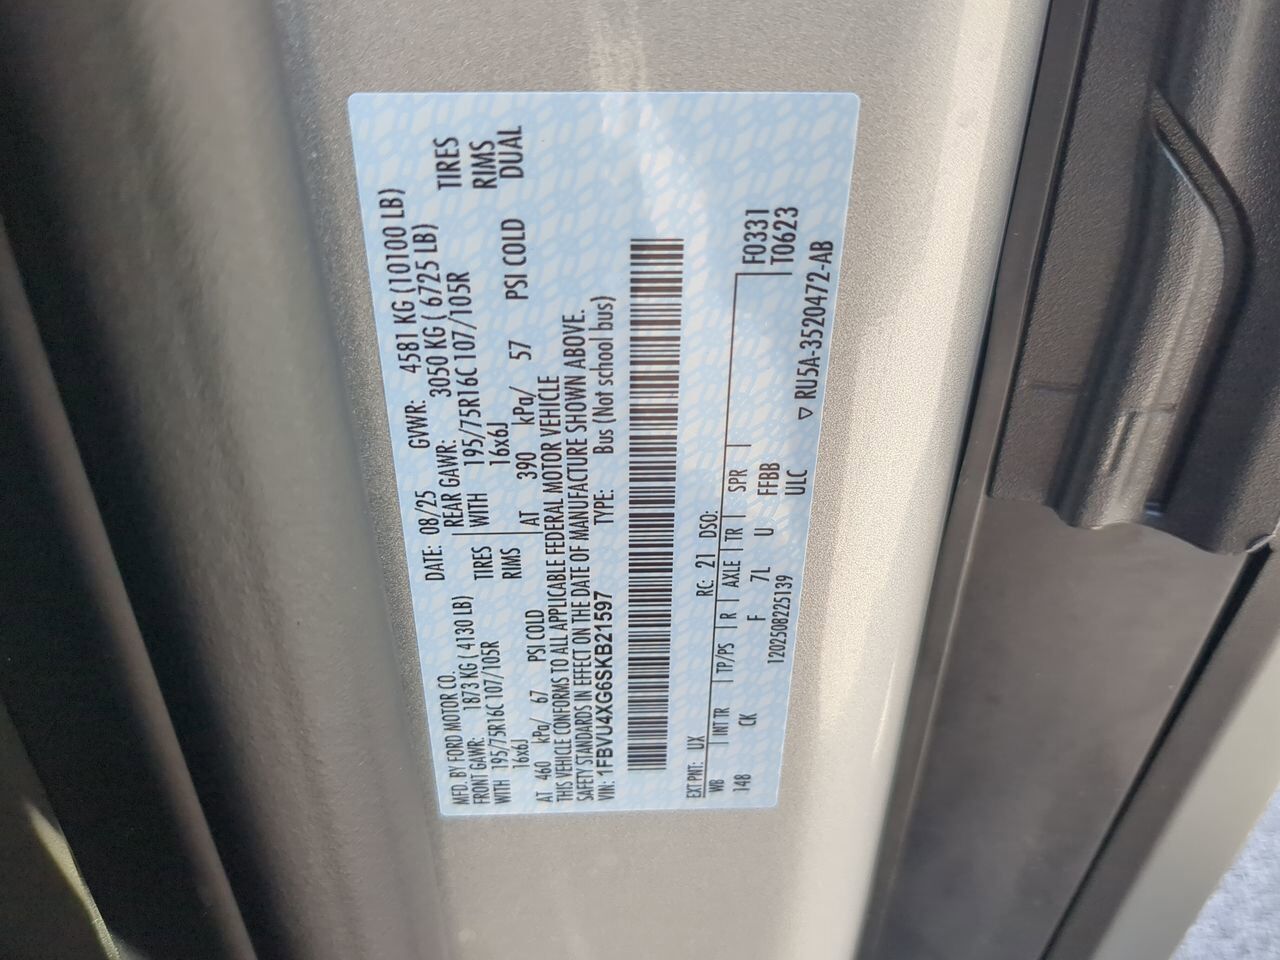 MFD. BY FORD MOTOR CO. DATE: 08/25 GVWR: 4581 KG (10100 LB)
FRONT GAWR: 1873 KG ( 4130 LB) REAR GAWR: 3050 KG ( 6725 LB)
WITH 195/75R16C 107/105R TIRES WITH 195/75R16C 107/105R TIRES
16x6J RIMS 16x6J RIMS
AT 460 kPa/ 67 PSI COLD AT 390 kPa/ 57 PSI COLD DUAL
THIS VEHICLE CONFORMS TO ALL APPLICABLE FEDERAL MOTOR VEHICLE
SAFETY STANDARDS IN EFFECT ON THE DATE OF MANUFACTURE SHOWN ABOVE.
VIN: 1FBVU4XG6SKB21597 TYPE: Bus (Not school bus)
EXT PNT: UX RC: 21 DSO:
WB INT TR TP/PS R AXLE TR SPR
148 CK F 7L U FFBB F0331
1202508225139 ULC T0623
▽ RU5A-3520472-AB